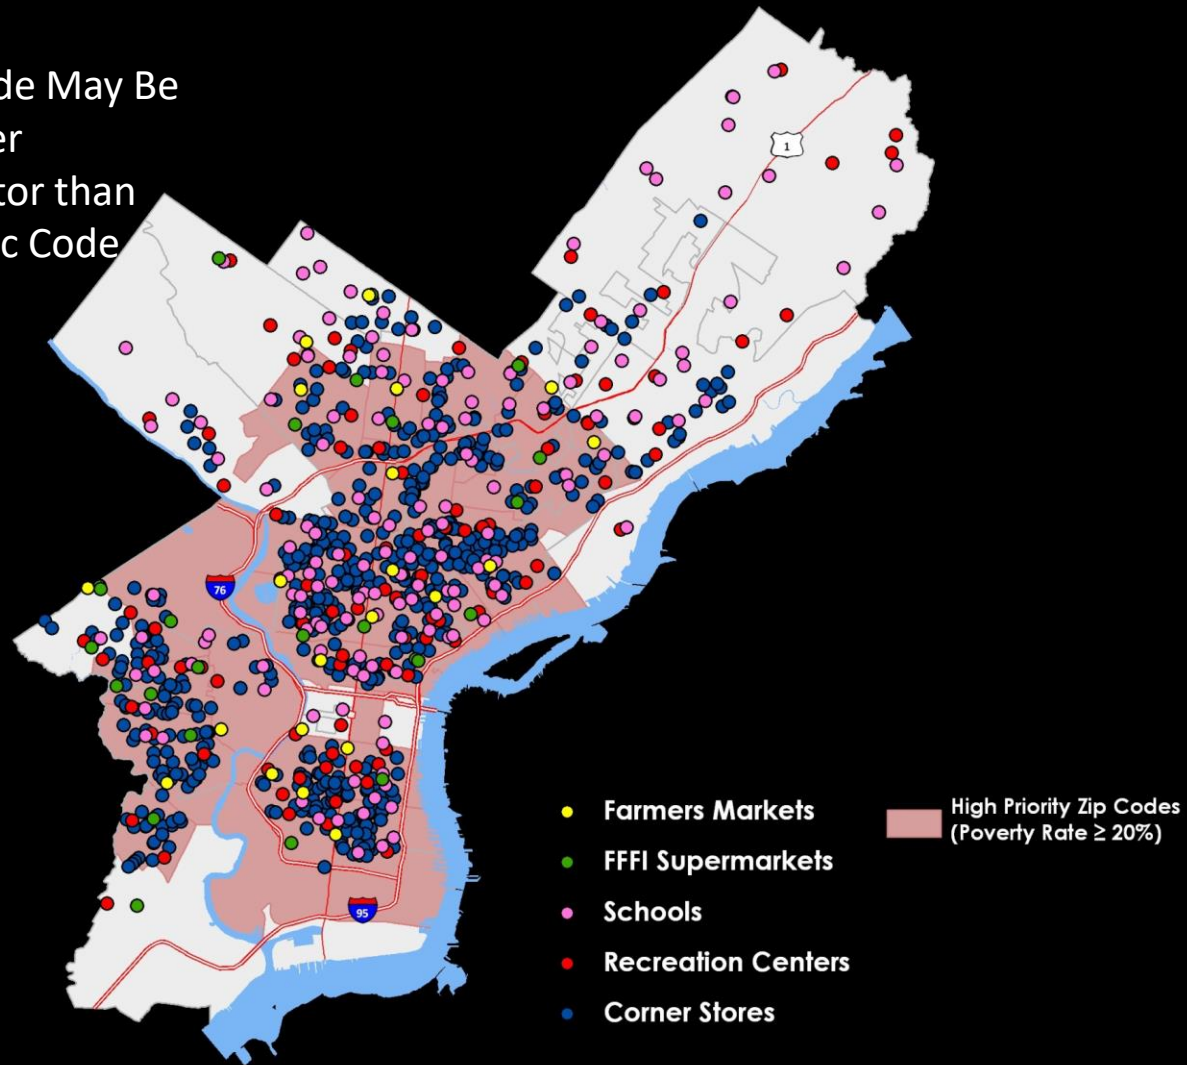 de May Be
er
tor than
ic Code
1
76
95
Farmers Markets
FFFI Supermarkets
Schools
Recreation Centers
Corner Stores
High Priority Zip Codes
(Poverty Rate ≥ 20%)